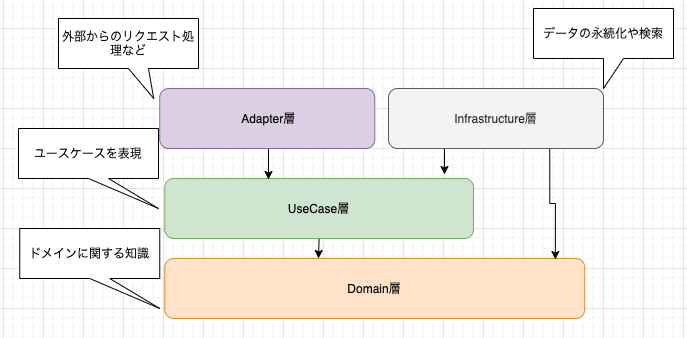 外部からのリクエスト処
理など
データの永続化や検索
Adapter層
Infrastructure層
ユースケースを表現
UseCase層
ドメインに関する知識
Domain層